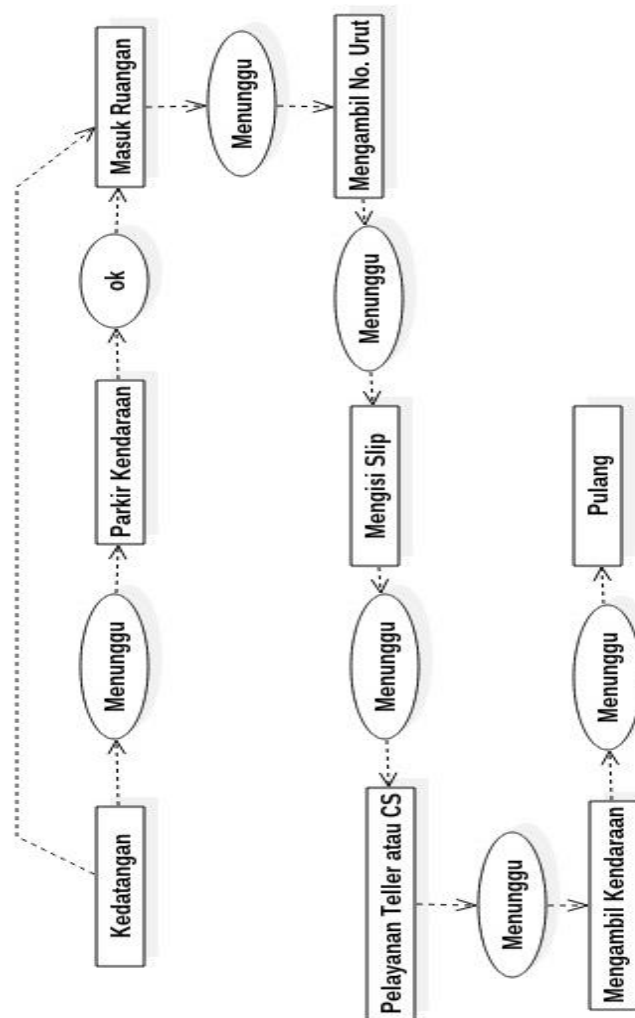 Kedatangan
Menunggu
Parkir Kendaraan
ok
Masuk Ruangan
Menunggu
Mengambil No. Urut
Menunggu
Mengisi Slip
Menunggu
Pelayanan Teller atau CS
Menunggu
Mengambil Kendaraan
Menunggu
Pulang